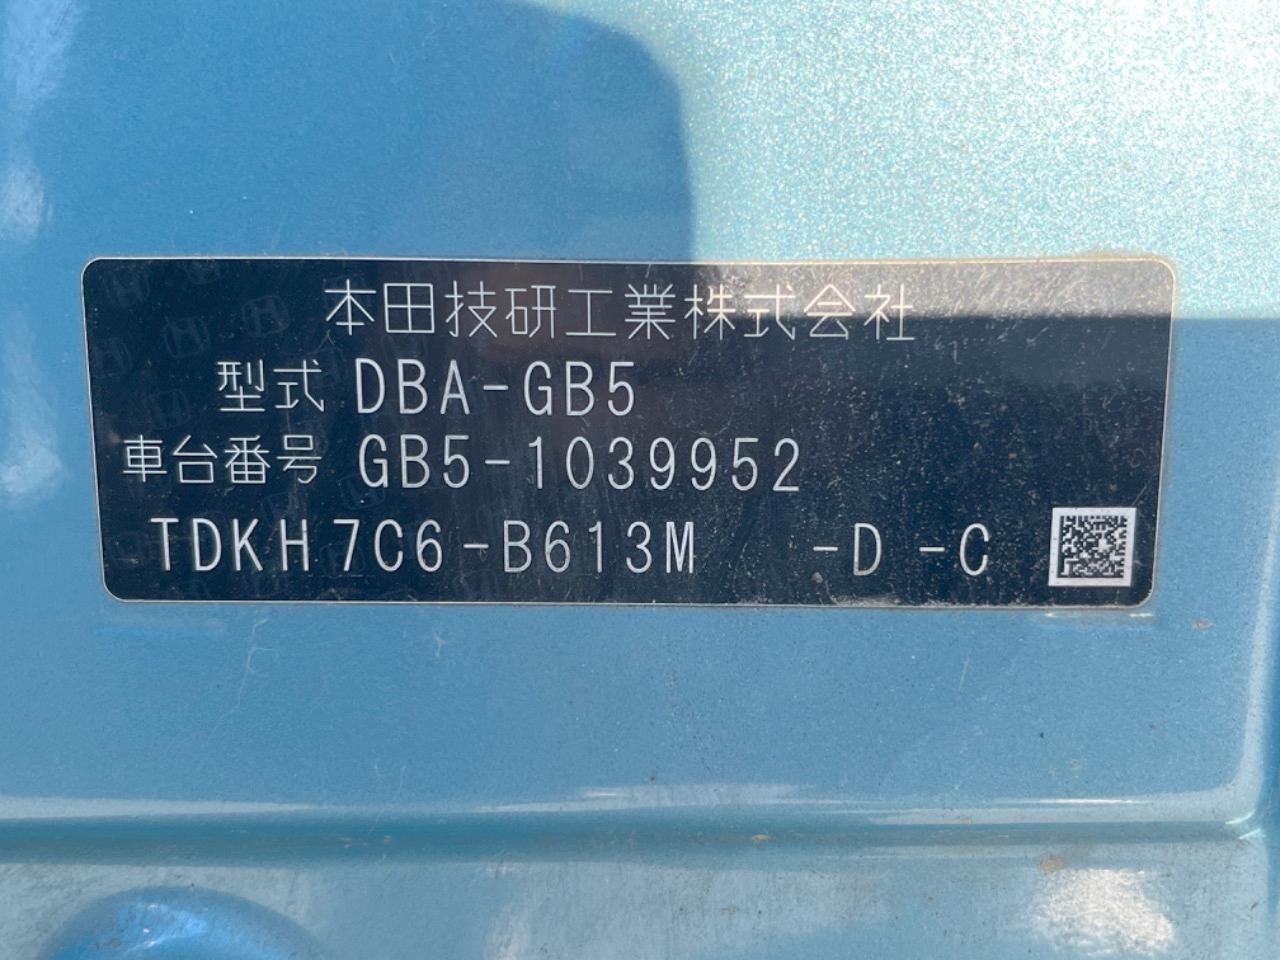 本田技研工業株式会社
型式 DBA-GB5
車台番号 GB5-1039952
TDKH7C6-B613M -D -C